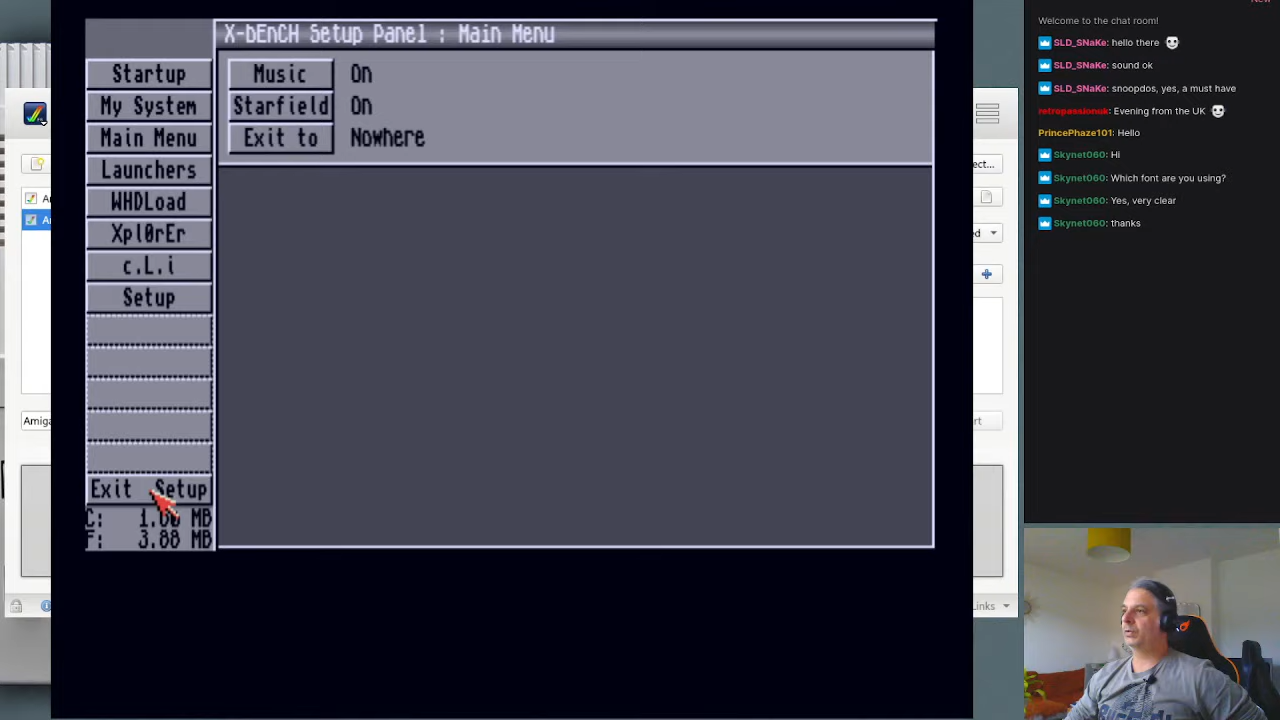 X-bEnCH Setup Panel : Main Menu
Startup
My System
Main Menu
Launchers
WHDLoad
Xpl0rEr
c.L.i
Setup
Exit Setup
C: MB
F: 3.88 MB
Music On
Starfield On
Exit to Nowhere
Amiga
Links
New
Welcome to the chat room!
SLD_SNaKe: hello there
SLD_SNaKe: sound ok
SLD_SNaKe: snoopdos, yes, a must have
retropassionuk: Evening from the UK
PrincePhaze101: Hello
Skynet060: Hi
Skynet060: Which font are you using?
Skynet060: Yes, very clear
Skynet060: thanks